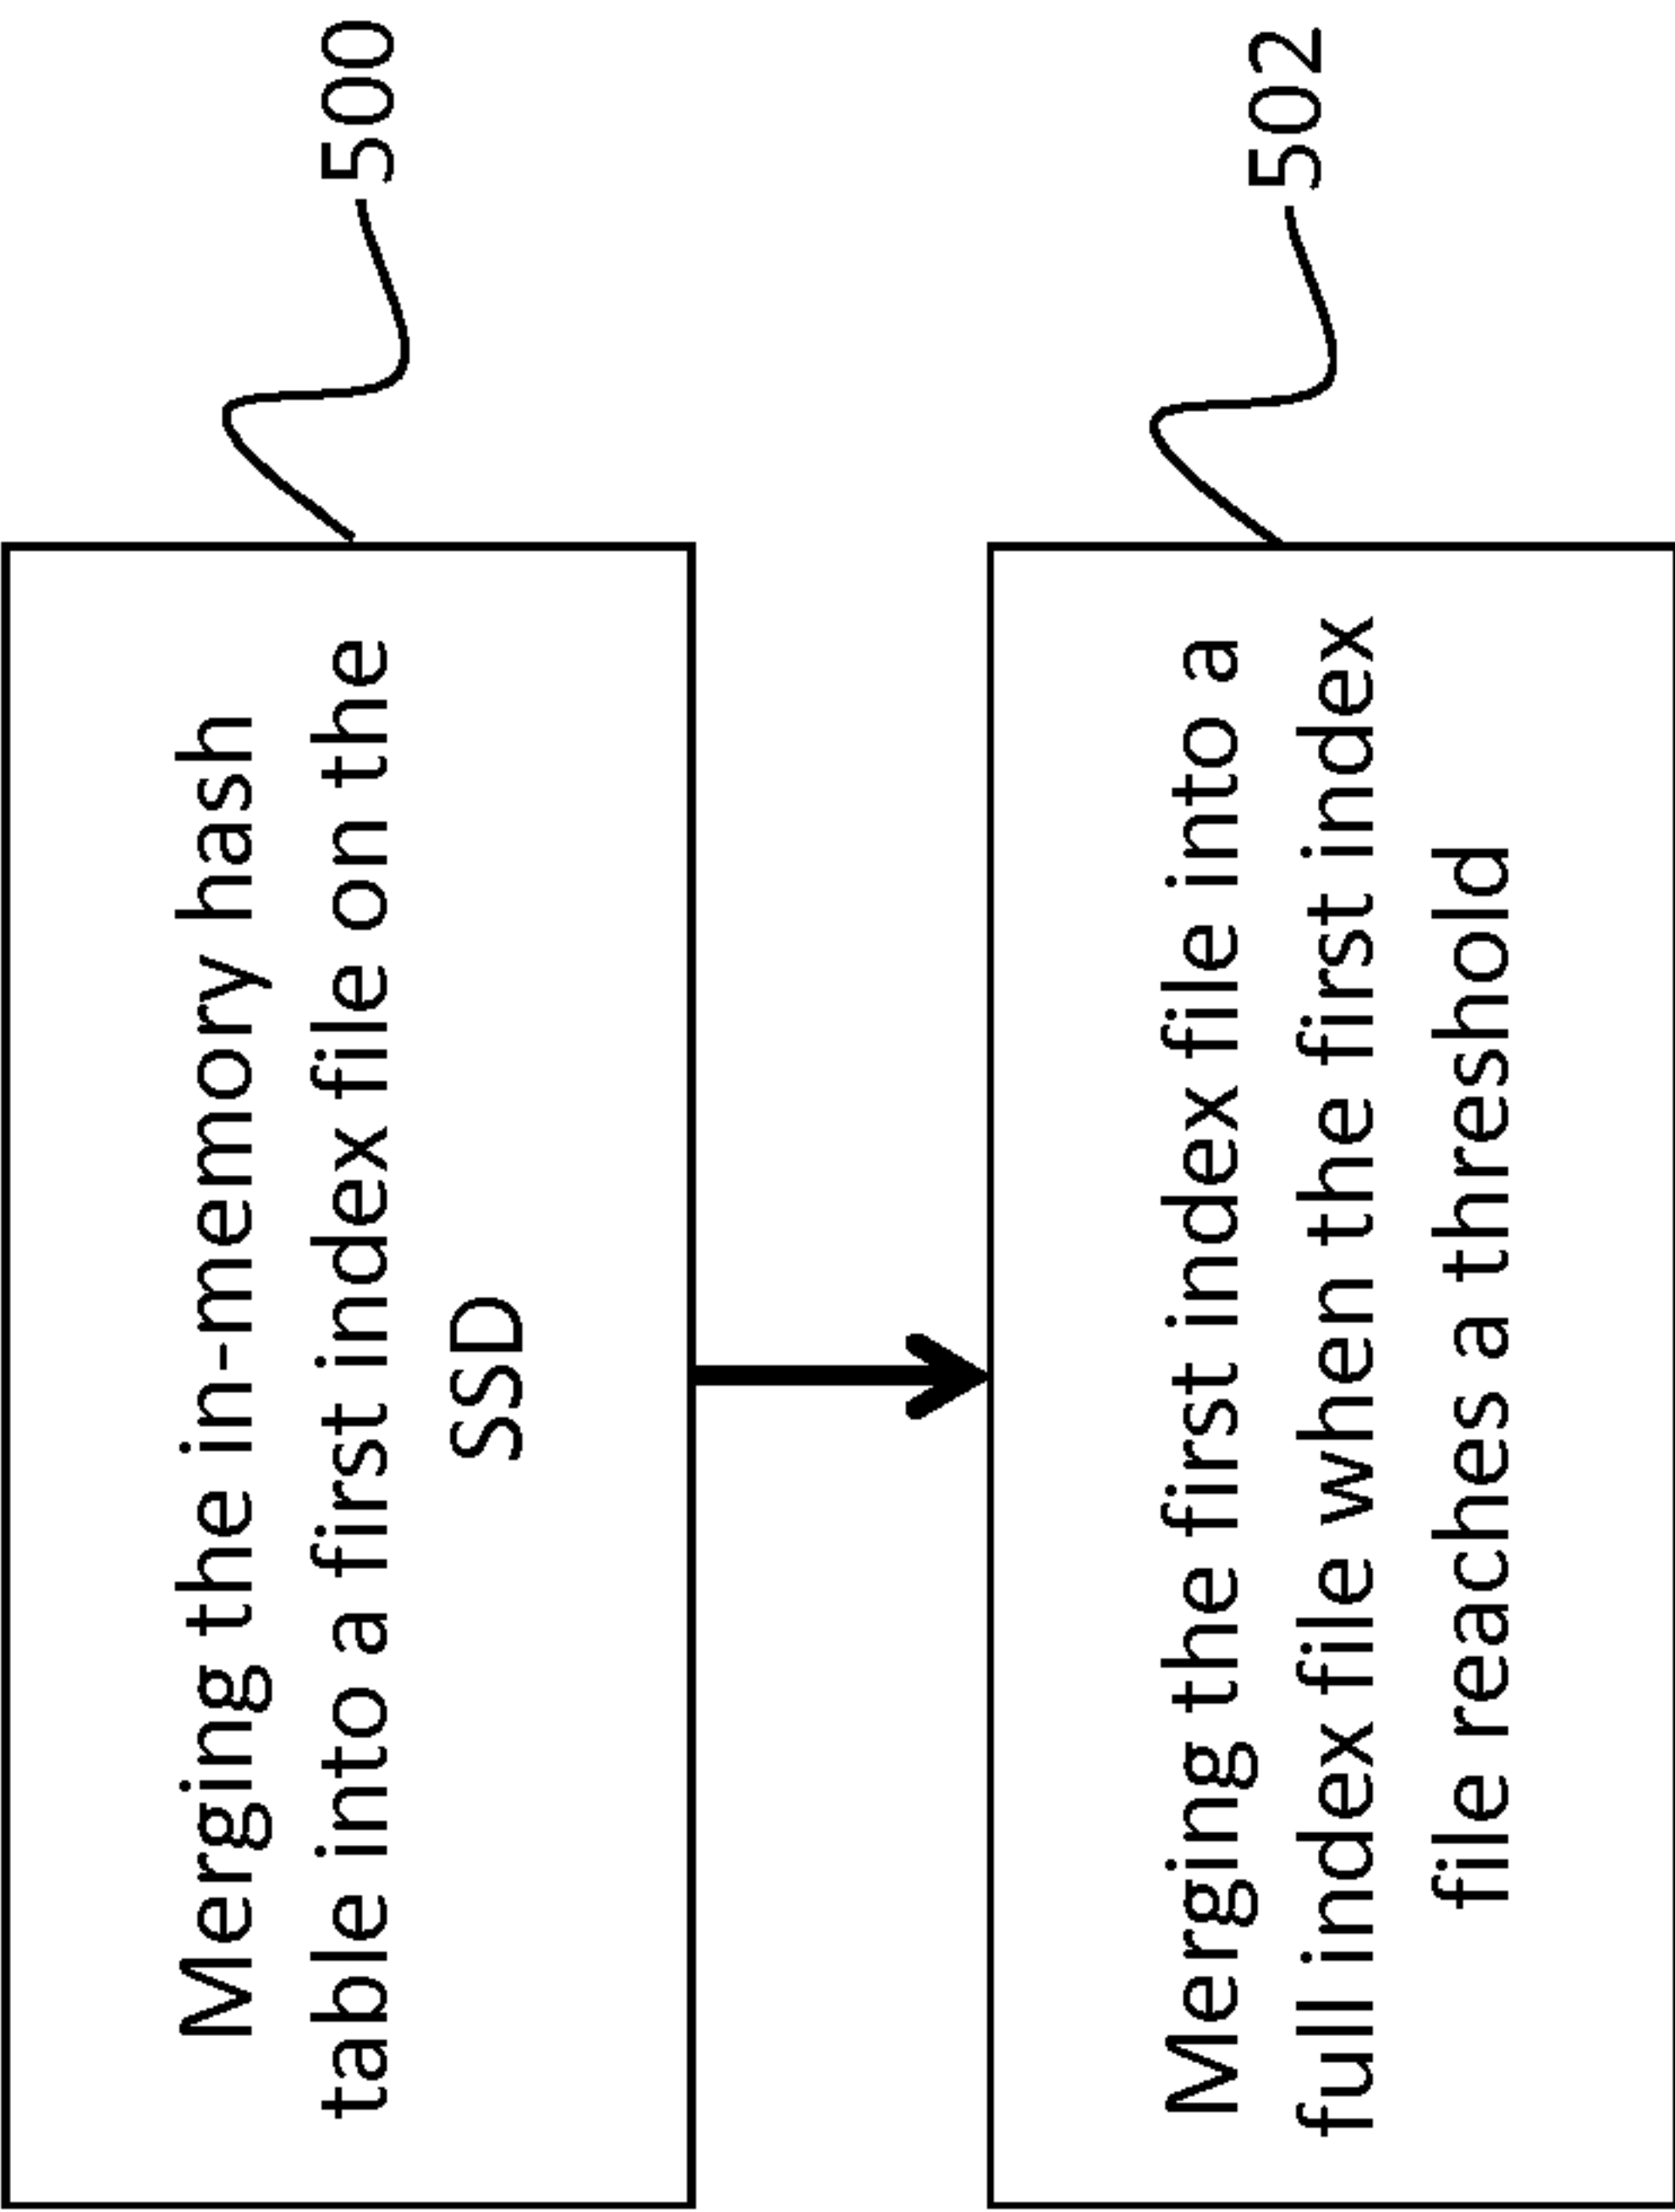 Merging the in-memory hash
table into a first index file on the
SSD
500
Merging the first index file into a
full index file when the first index
file reaches a threshold
502